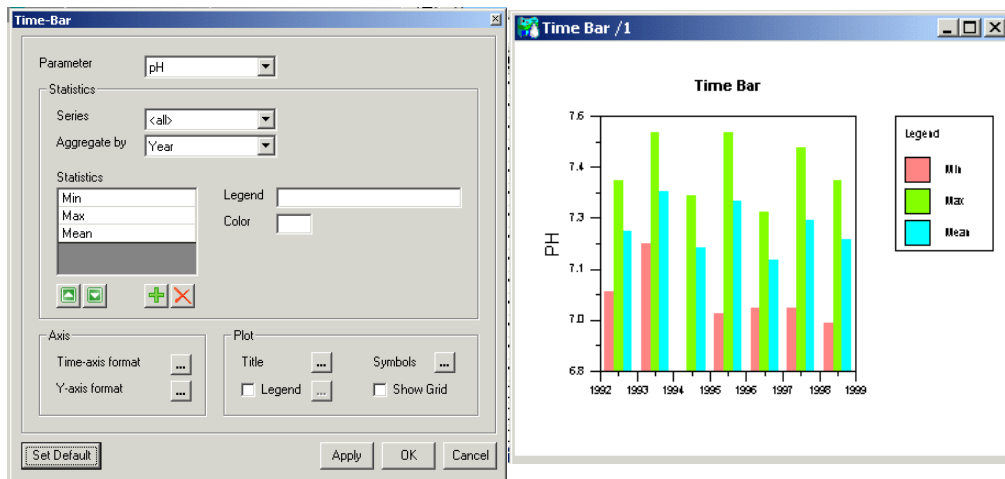 Time-Bar
Parameter pH
Statistics
Series <all>
Aggregate by Year
Statistics
Min
Max
Mean
Legend
Color
Axis
Time-axis format ...
Y-axis format ...
Plot
Title ... Symbols ...
Legend ... Show Grid
Set Default Apply OK Cancel
Time Bar /1
Time Bar
PH
7.6
7.4
7.3
7.1
7.0
6.8
1992 1993 1994 1995 1996 1997 1998 1999
Legend
Min
Max
Mean